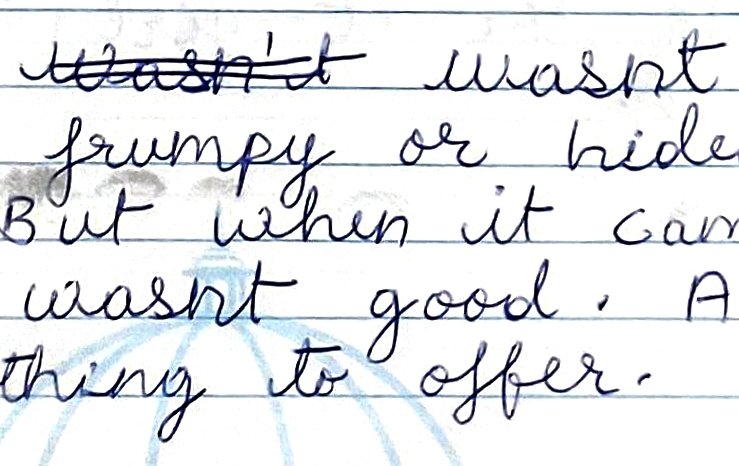 wasn't wasnt
frumpy or hide
But when it cam
wasnt good. A
thing to offer.